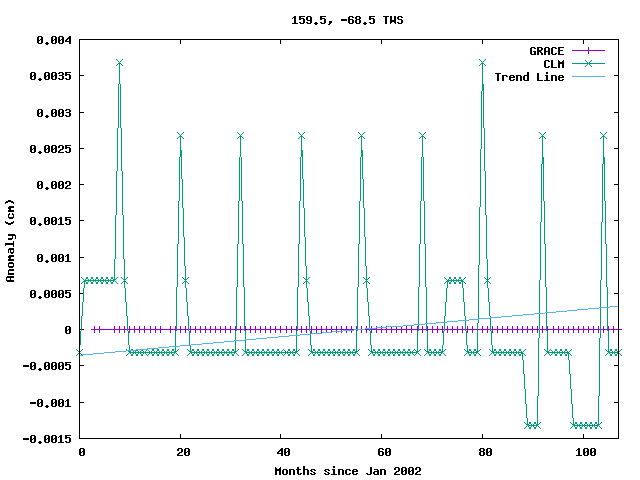 159.5, -68.5 TWS
GRACE
CLM
Trend Line
0.004
0.0035
0.003
0.0025
0.002
0.0015
0.001
0.0005
0
-0.0005
-0.001
-0.0015
Anomaly (cm)
0 20 40 60 80 100
Months since Jan 2002